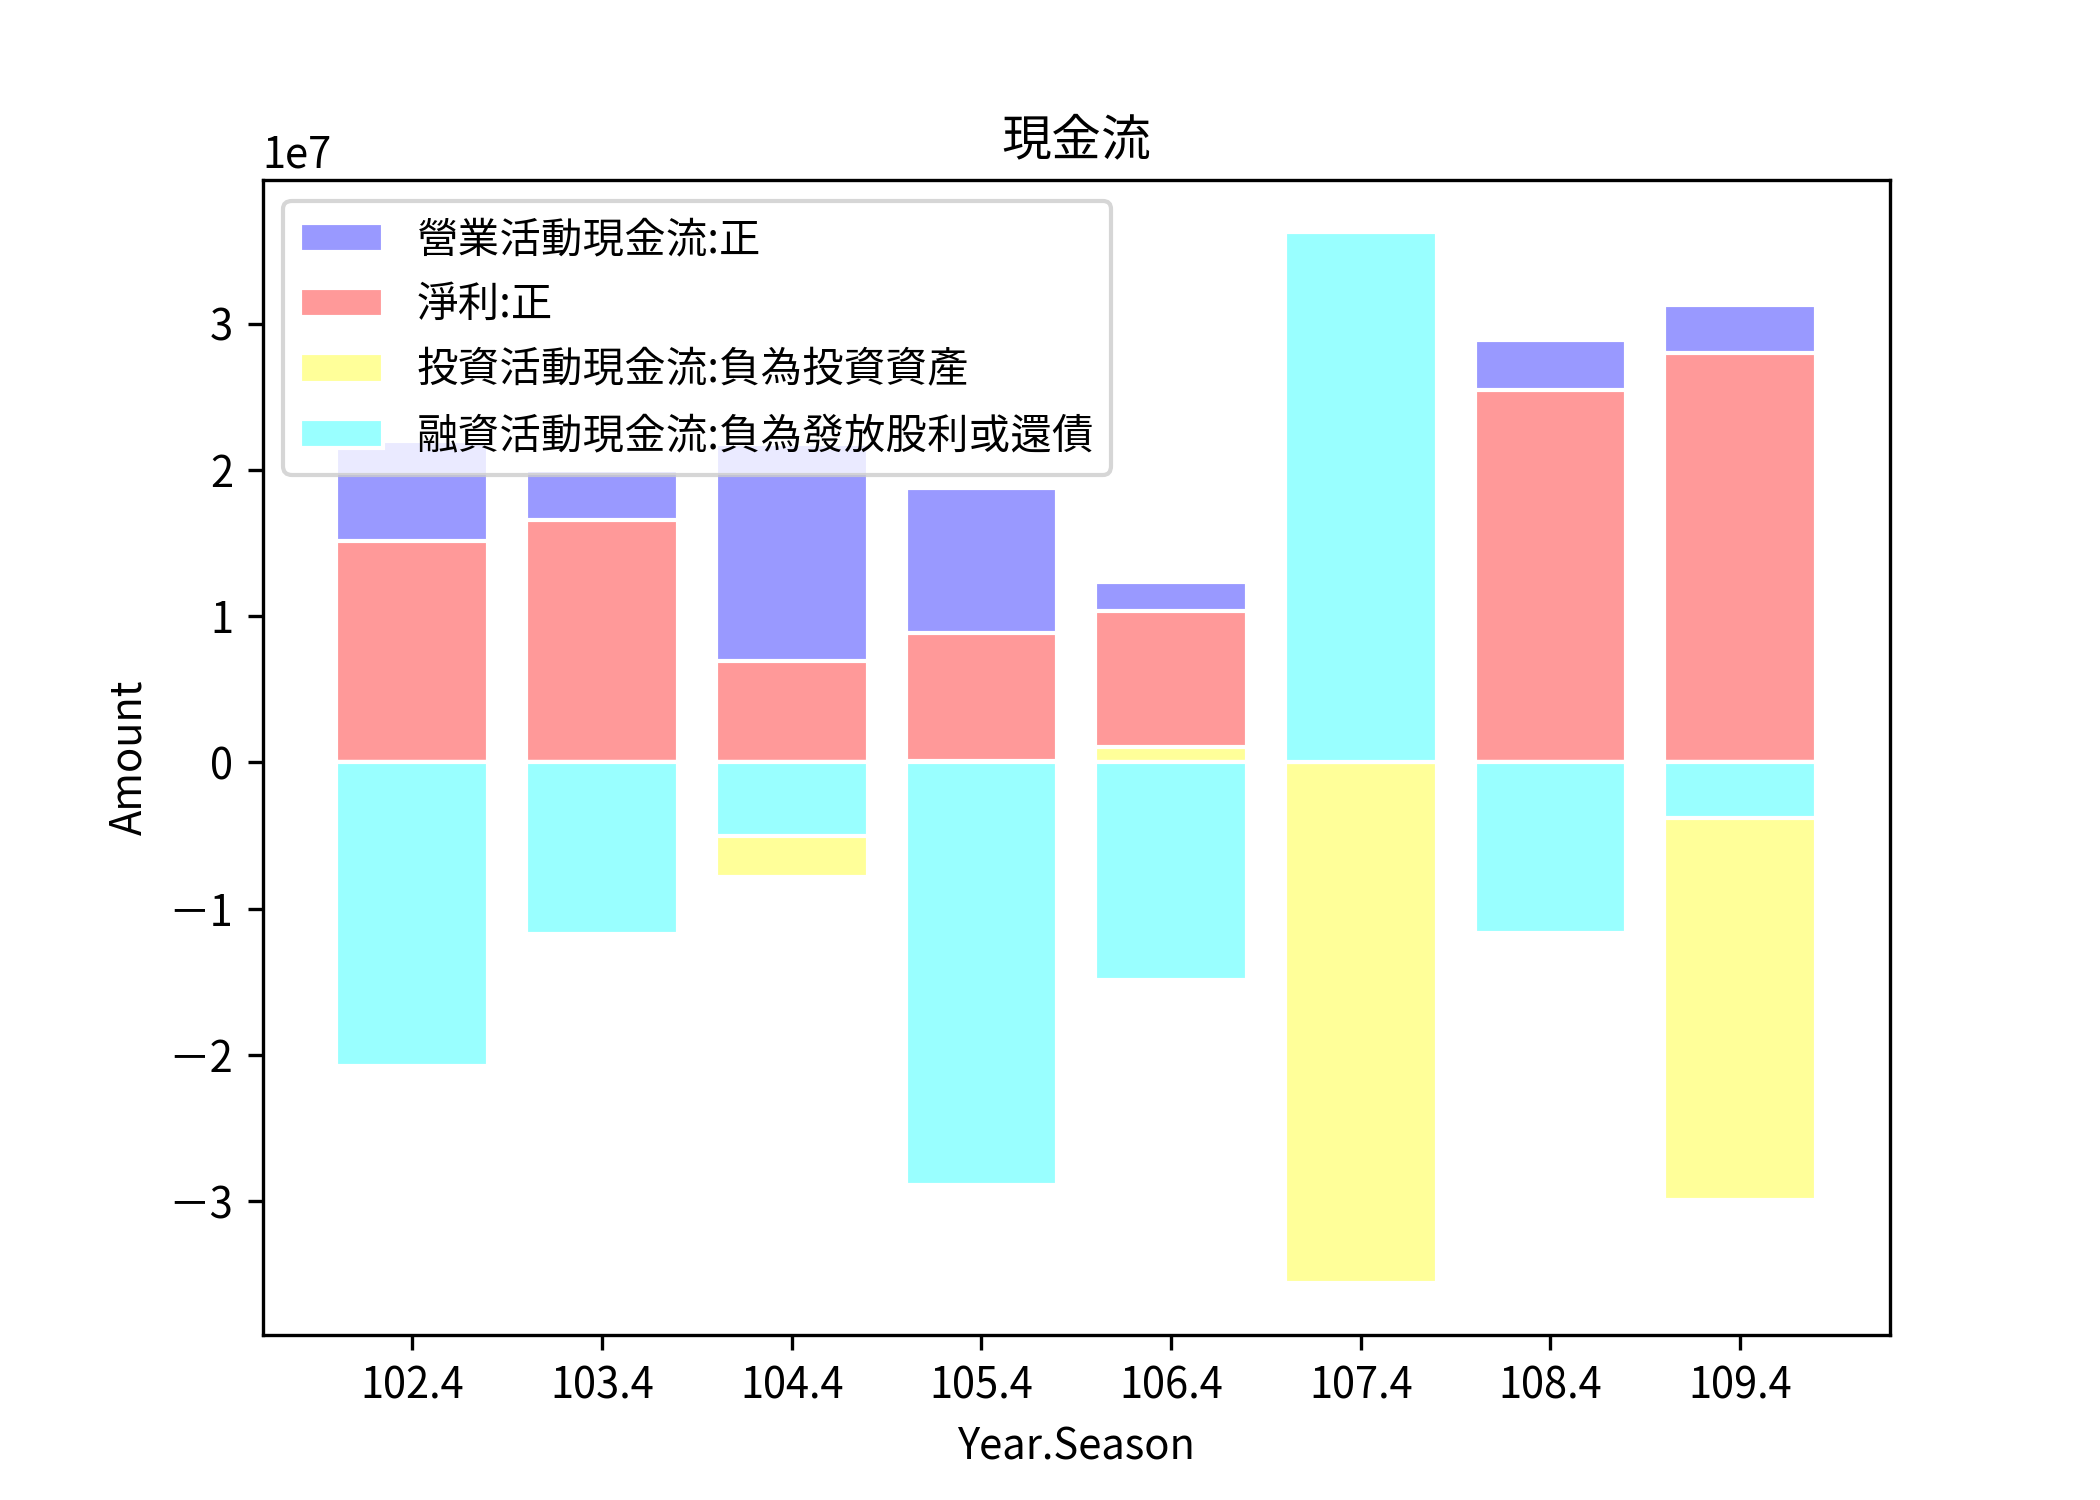 現金流
1e7
營業活動現金流:正
淨利:正
投資活動現金流:負為投資資產
融資活動現金流:負為發放股利或還債
3
2
1
0
−1
−2
−3
Amount
102.4 103.4 104.4 105.4 106.4 107.4 108.4 109.4
Year.Season